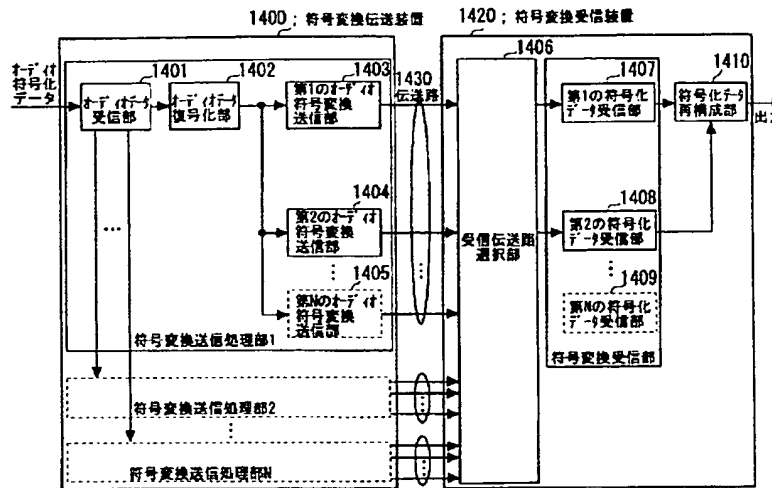 1400; 符号変換伝送装置
1420; 符号変換受信装置
オーディオ
符号化
データ
1401
オーディオデータ
受信部
1402
オーディオデータ
復号化部
1403
第1のオーディオ
符号変換
送信部
1430
伝送路
1406
受信伝送路
選択部
1407
第1の符号化
データ受信部
1410
符号化データ
再構成部
出力
…
1404
第2のオーディオ
符号変換
送信部
1408
第2の符号化
データ受信部
1405
第Nのオーディオ
符号変換
送信部
1409
第Nの符号化
データ受信部
符号変換送信処理部1
符号変換受信部
符号変換送信処理部2
符号変換送信処理部N